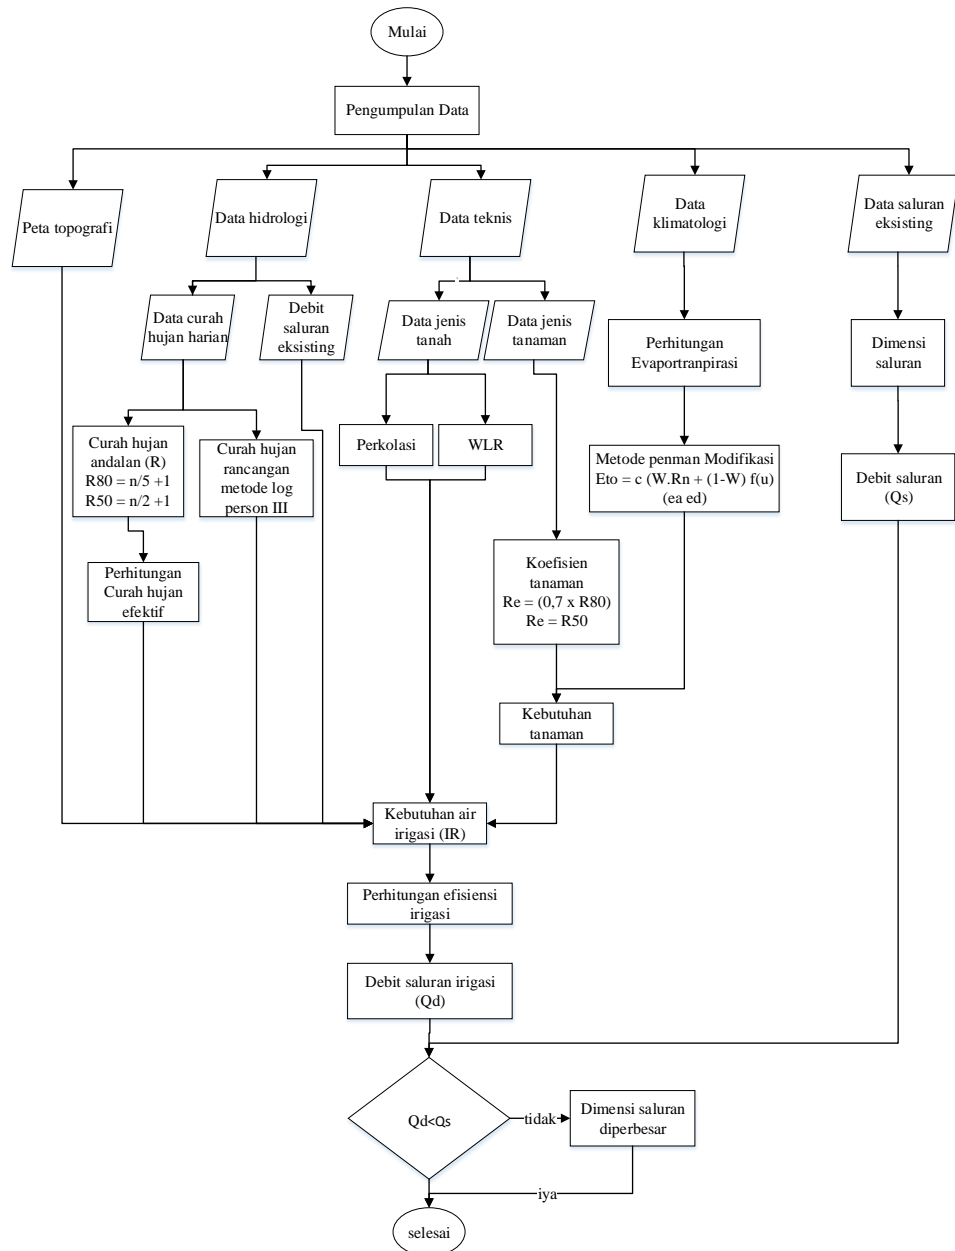 Mulai
Pengumpulan Data
Peta topografi
Data hidrologi
Data teknis
Data
klimatologi
Data saluran
eksisting
Data curah
hujan harian
Debit
saluran
eksisting
Data jenis
tanah
Data jenis
tanaman
Perhitungan
Evaportranpirasi
Dimensi
saluran
Curah hujan
andalan (R)
R80 = n/5 +1
R50 = n/2 +1
Curah hujan
rancangan
metode log
person III
Perkolasi
WLR
Metode penman Modifikasi
Eto = c (W.Rn + (1-W) f(u)
(ea ed)
Debit saluran
(Qs)
Perhitungan
Curah hujan
efektif
Koefisien
tanaman
Re = (0,7 x R80)
Re = R50
Kebutuhan
tanaman
Kebutuhan air
irigasi (IR)
Perhitungan efisiensi
irigasi
Debit saluran irigasi
(Qd)
Qd<Qs
tidak
Dimensi saluran
diperbesar
iya
selesai